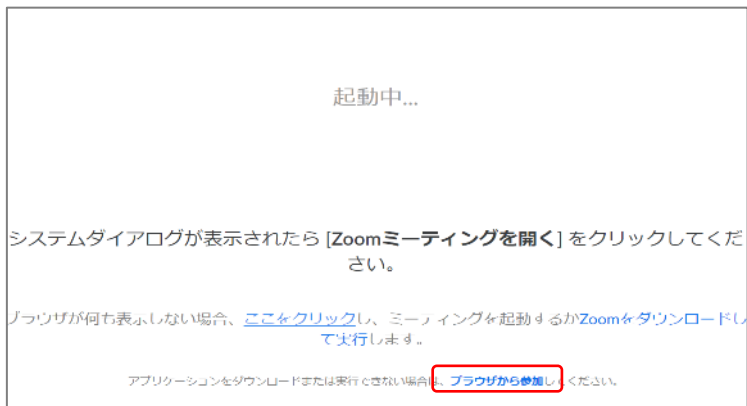 起動中...
システムダイアログが表示されたら [Zoomミーティングを開く] をクリックしてくだ
さい。
ブラウザが何も表示しない場合、ここをクリックし、ミーティングを起動するかZoomをダウンロードし
て実行します。
アプリケーションをダウンロードまたは実行できない場合は、ブラウザから参加してください。